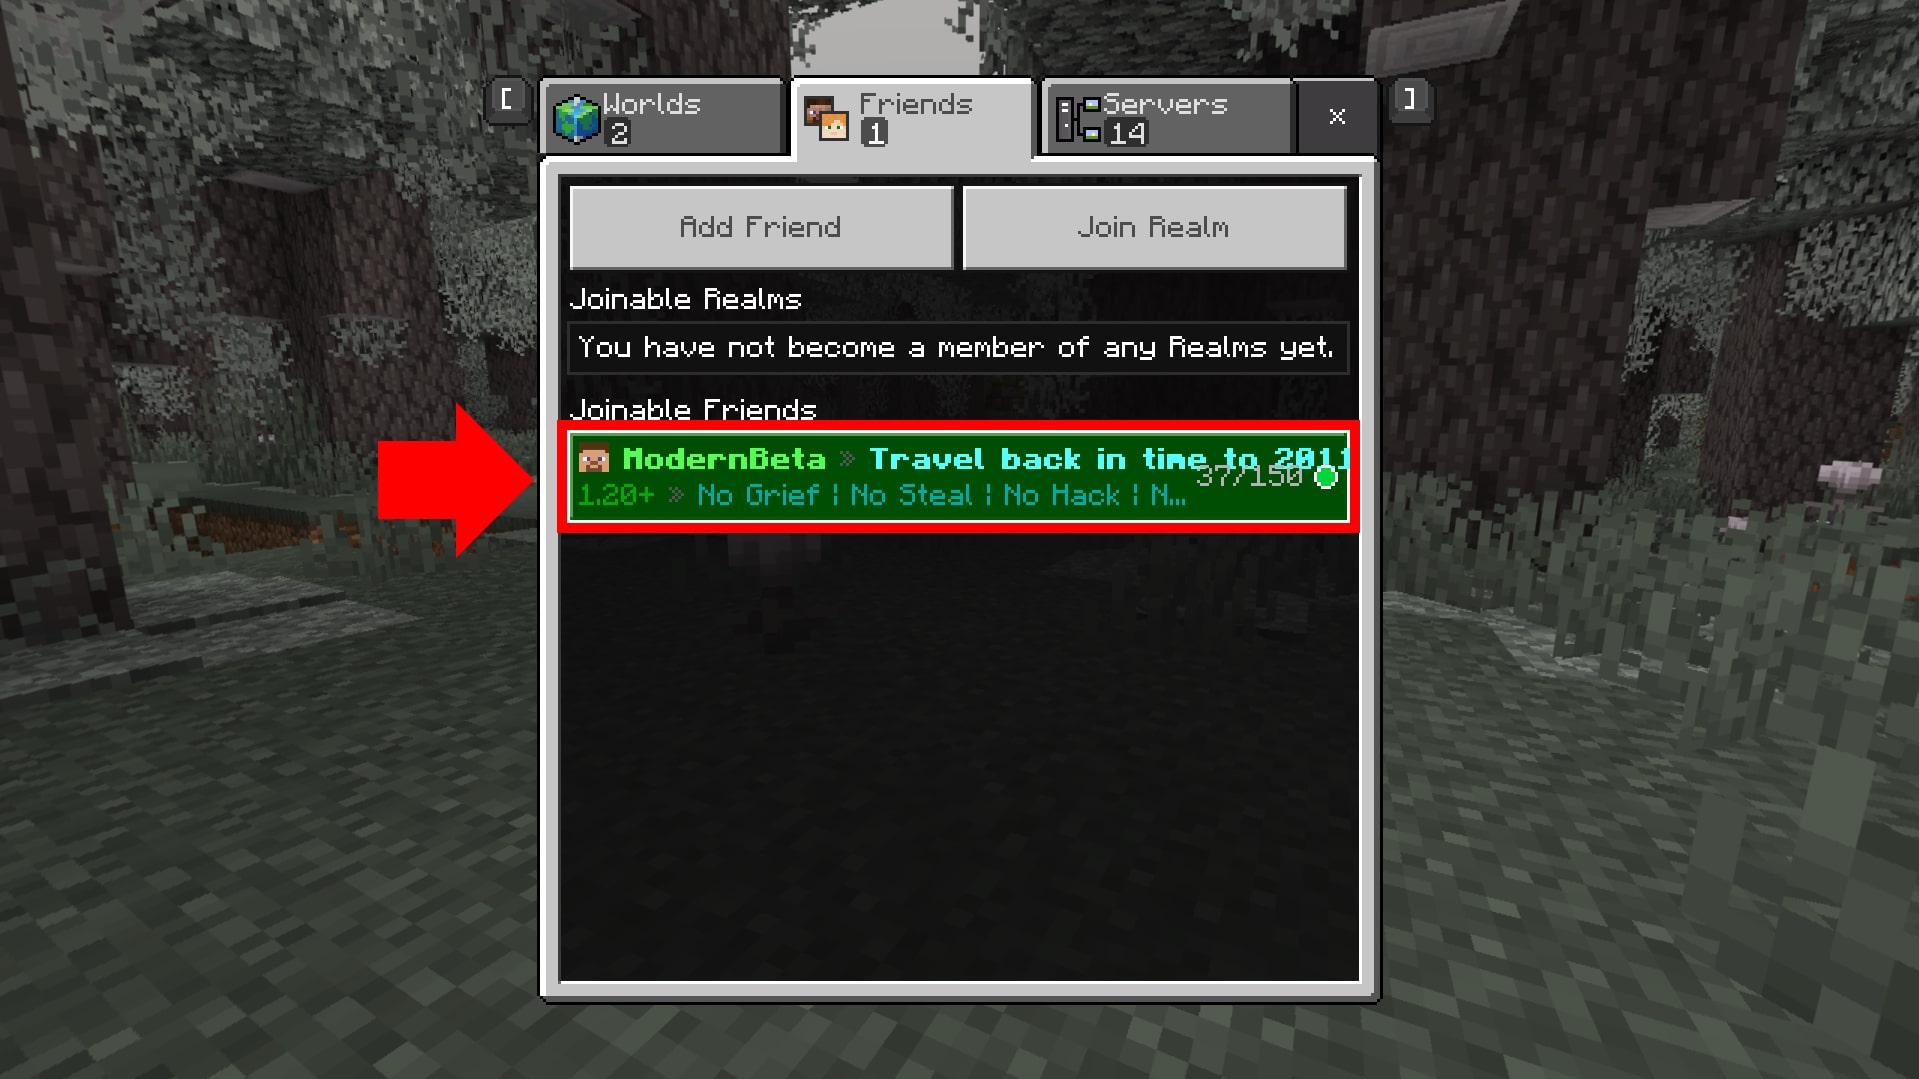 [
Worlds
2
Friends
1
Servers
14
×
]
Add Friend
Join Realm
Joinable Realms
You have not become a member of any Realms yet.
Joinable Friends
ModernBeta » Travel back in time to 2011
37/150
1.20+ » No Grief | No Steal | No Hack | N...